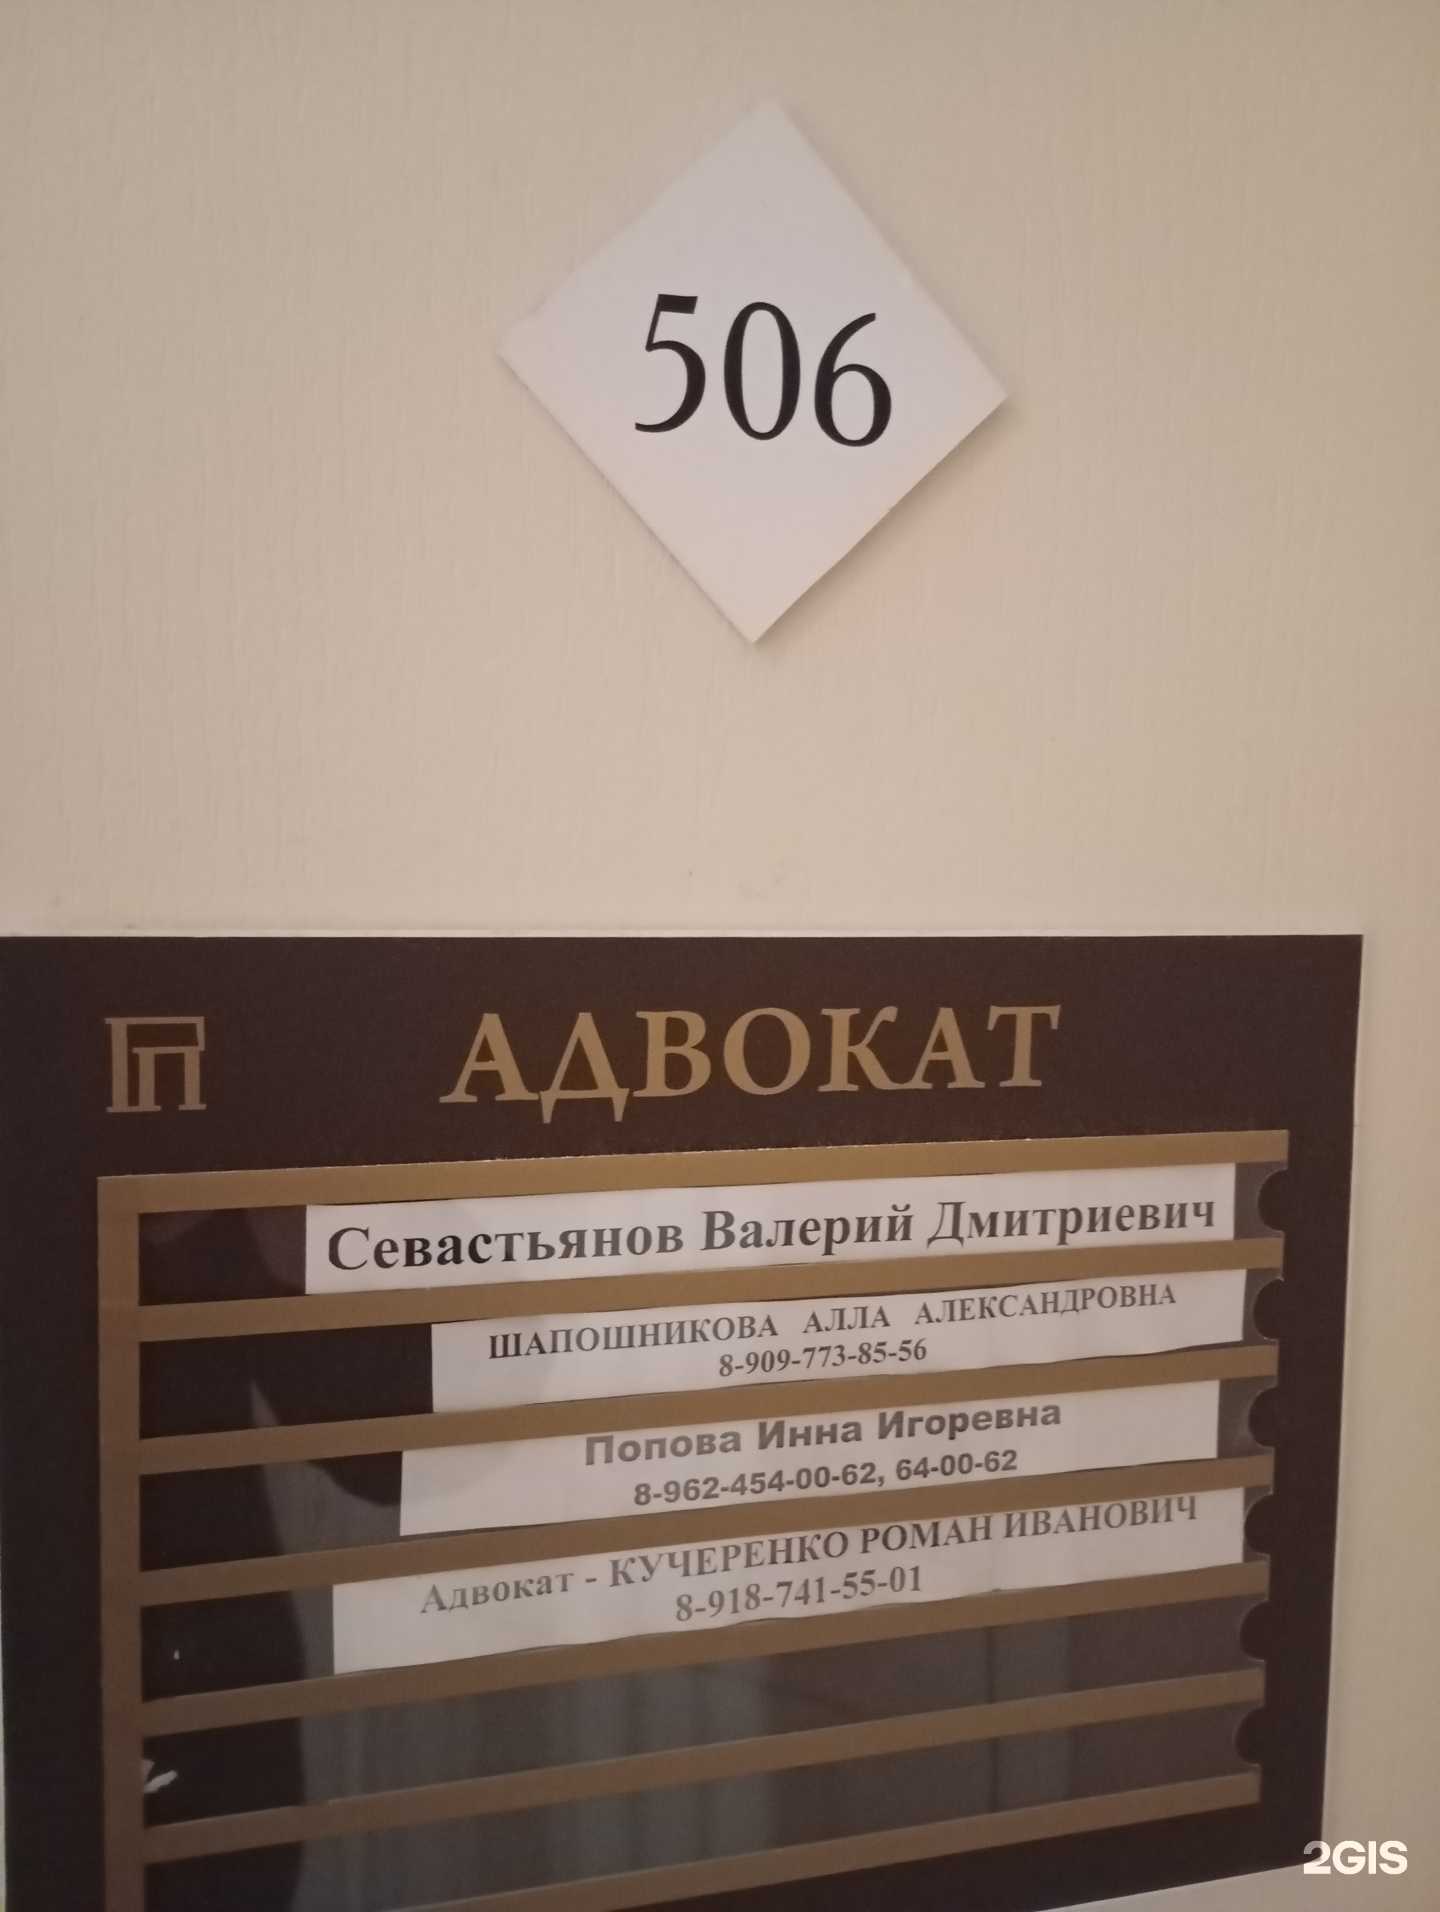 506
ГП АДВОКАТ
Севастьянов Валерий Дмитриевич
ШАПОШНИКОВА АЛЛА АЛЕКСАНДРОВНА
8-909-773-85-56
Попова Инна Игоревна
8-962-454-00-62, 64-00-62
Адвокат - КУЧЕРЕНКО РОМАН ИВАНОВИЧ
8-918-741-55-01
2GIS